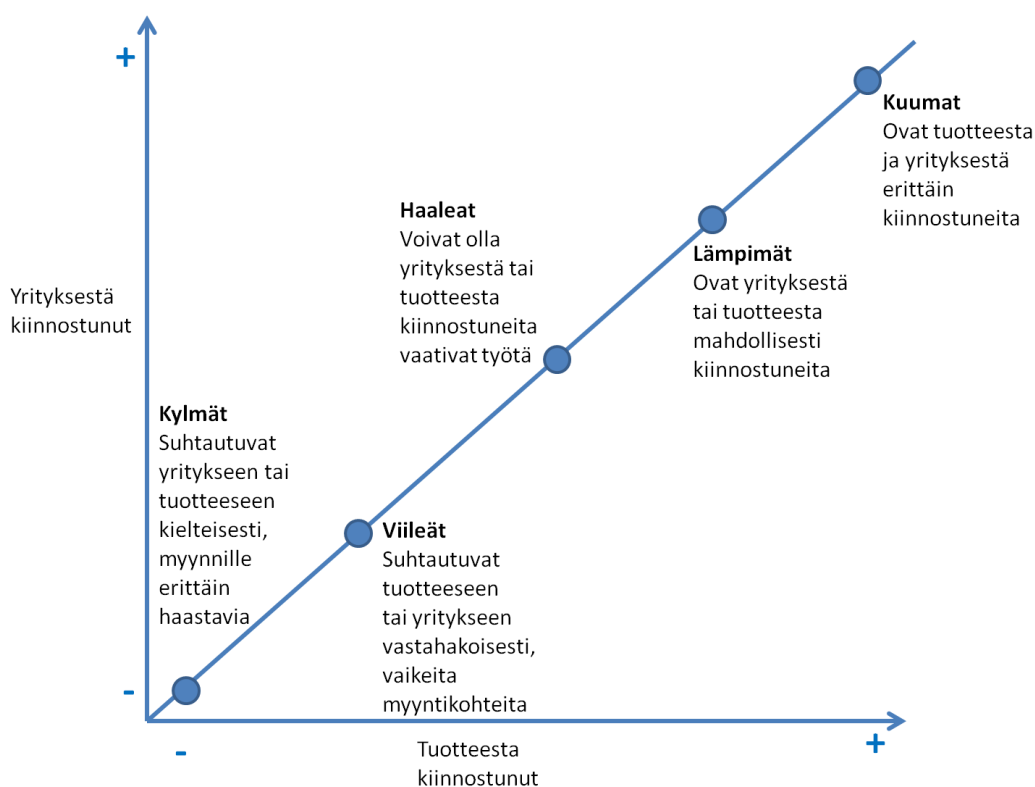 +
Kuumat
Ovat tuotteesta
ja yrityksestä
erittäin
kiinnostuneita
Haaleat
Voivat olla
yrityksestä tai
tuotteesta
kiinnostuneita
vaativat työtä
Lämpimät
Ovat yrityksestä
tai tuotteesta
mahdollisesti
kiinnostuneita
Yrityksestä
kiinnostunut
Kylmät
Suhtautuvat
yritykseen tai
tuotteeseen
kielteisesti,
myynnille
erittäin
haastavia
Viileät
Suhtautuvat
tuotteeseen
tai yritykseen
vastahakoisesti,
vaikeita
myyntikohteita
-
-
Tuotteesta
kiinnostunut
+